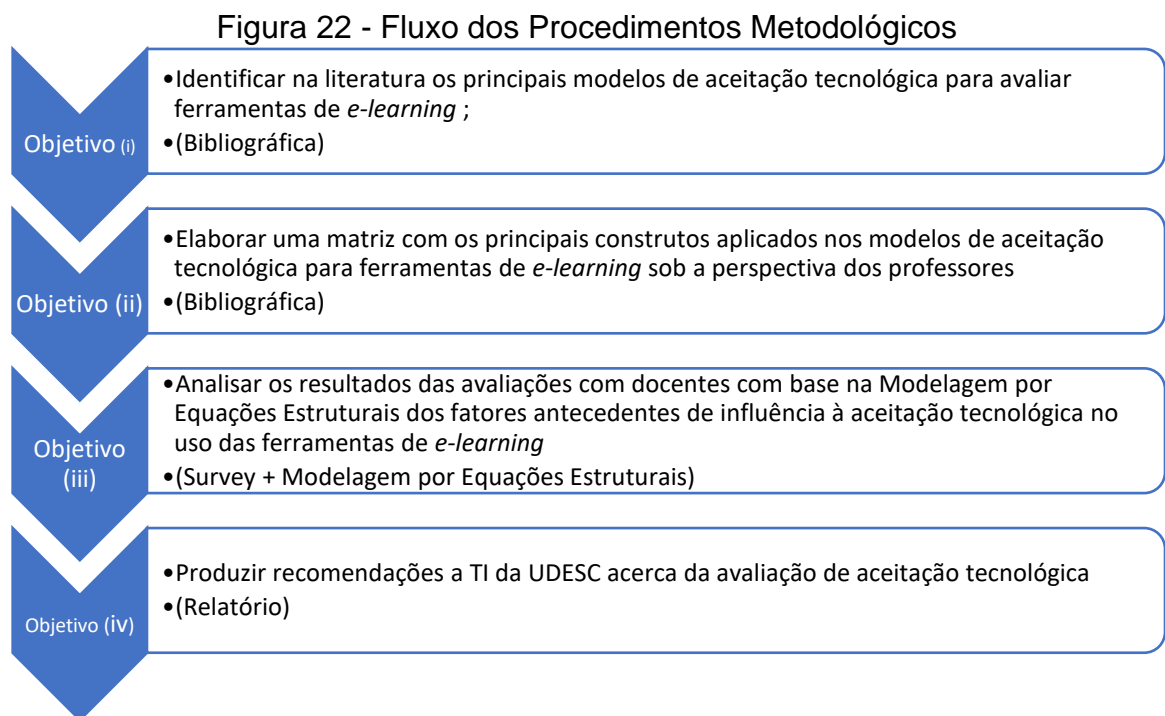 Figura 22 - Fluxo dos Procedimentos Metodológicos
Objetivo (i)
•Identificar na literatura os principais modelos de aceitação tecnológica para avaliar
ferramentas de e-learning ;
•(Bibliográfica)
Objetivo (ii)
•Elaborar uma matriz com os principais construtos aplicados nos modelos de aceitação
tecnológica para ferramentas de e-learning sob a perspectiva dos professores
•(Bibliográfica)
Objetivo
(iii)
•Analisar os resultados das avaliações com docentes com base na Modelagem por
Equações Estruturais dos fatores antecedentes de influência à aceitação tecnológica no
uso das ferramentas de e-learning
•(Survey + Modelagem por Equações Estruturais)
Objetivo (iv)
•Produzir recomendações a TI da UDESC acerca da avaliação de aceitação tecnológica
•(Relatório)